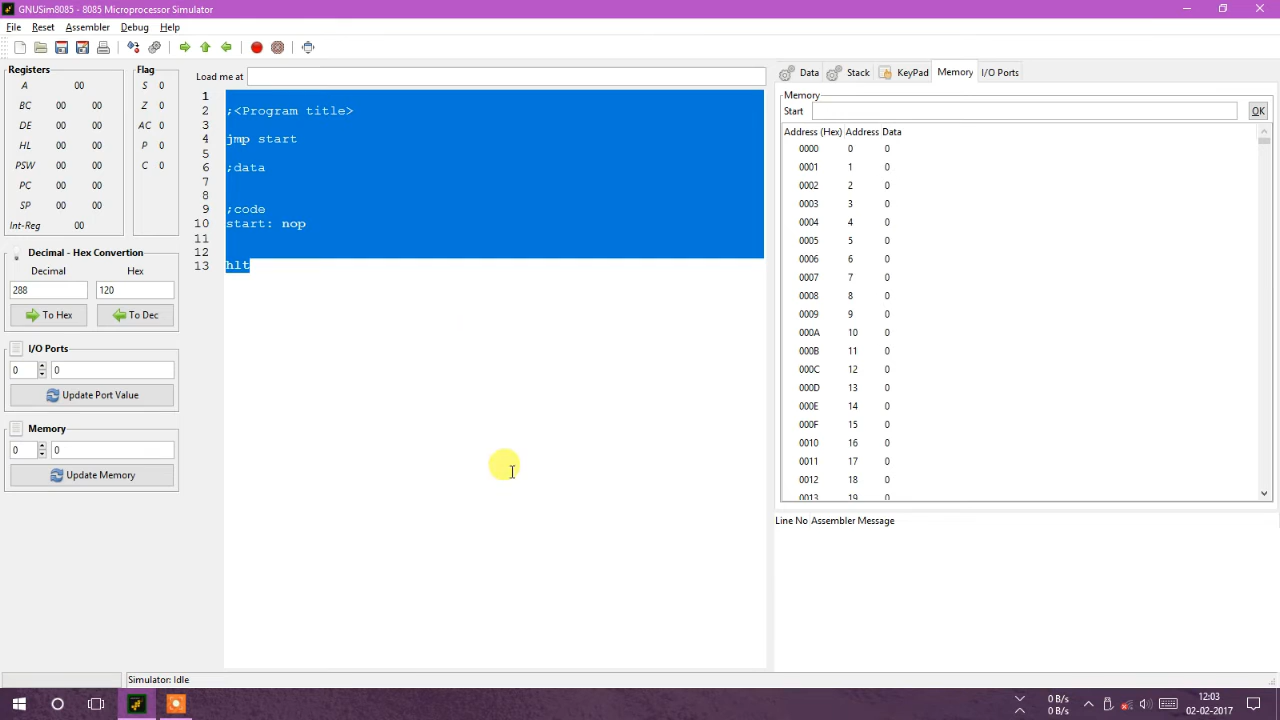 GNUSim8085 - 8085 Microprocessor Simulator
File Reset Assembler Debug Help
Registers
A 00
BC 00 00
DE 00 00
HL 00 00
PSW 00 00
PC 00 00
SP 00 00
Int-Reg 00
Flag
S 0
Z 0
AC 0
P 0
C 0
Decimal - Hex Convertion
Decimal Hex
288 120
To Hex To Dec
I/O Ports
0 0
Update Port Value
Memory
0 0
Update Memory
Load me at
1
2 ;<Program title>
3
4 jmp start
5
6 ;data
7
8
9 ;code
10 start: nop
11
12
13 hlt
Data Stack KeyPad Memory I/O Ports
Memory
Start OK
Address (Hex) Address Data
0000 0 0
0001 1 0
0002 2 0
0003 3 0
0004 4 0
0005 5 0
0006 6 0
0007 7 0
0008 8 0
0009 9 0
000A 10 0
000B 11 0
000C 12 0
000D 13 0
000E 14 0
000F 15 0
0010 16 0
0011 17 0
0012 18 0
0013 19 0
Line No Assembler Message
Simulator: Idle
0 B/s
0 B/s
12:03
02-02-2017